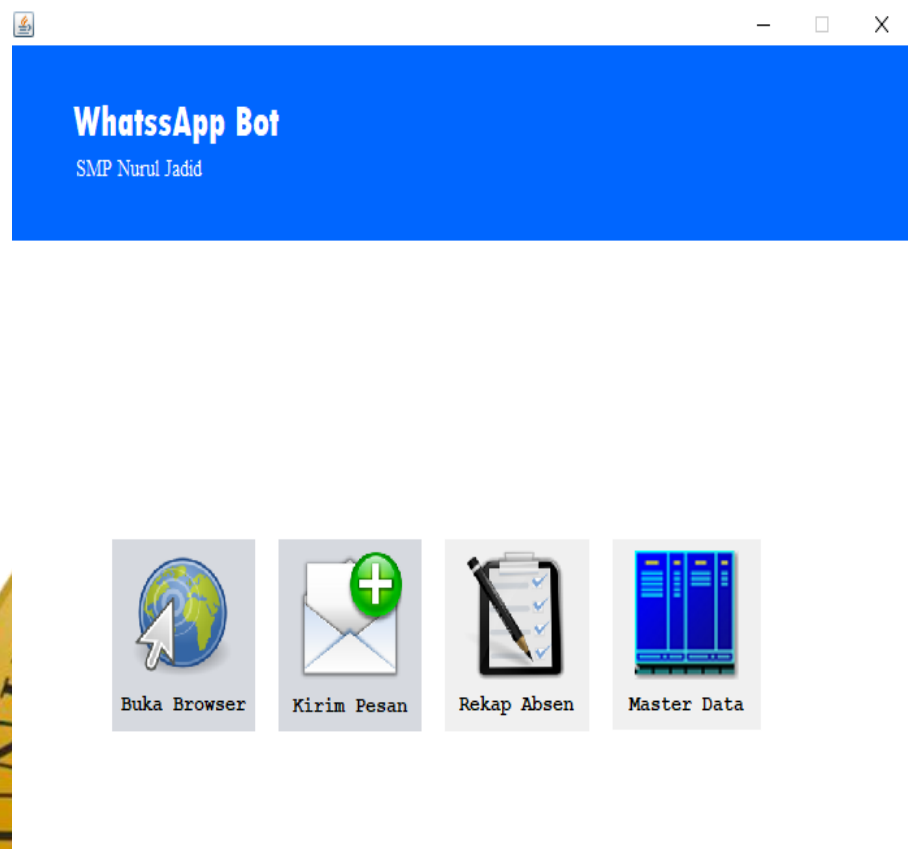 WhatssApp Bot
SMP Nurul Jadid
Buka Browser
Kirim Pesan
Rekap Absen
Master Data